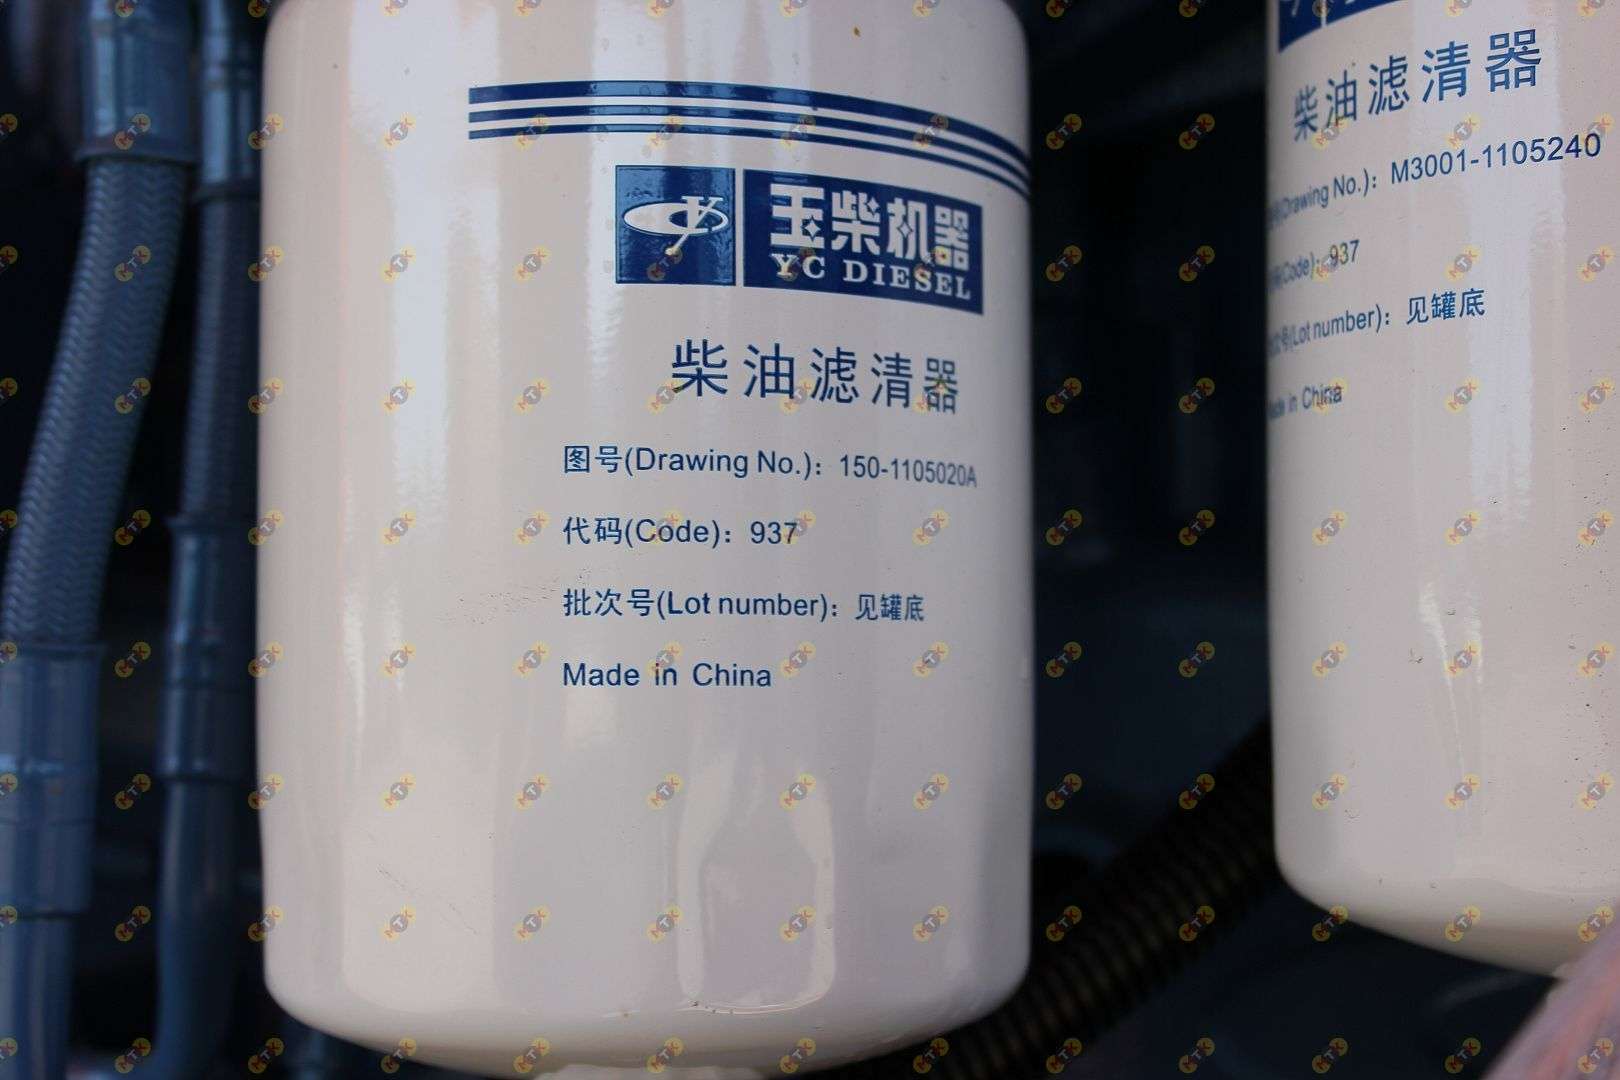 玉柴机器
YC DIESEL
柴油滤清器
图号(Drawing No.): 150-1105020A
代码(Code): 937
批次号(Lot number): 见罐底
Made in China
柴油滤清器
(Drawing No.): M3001-1105240
(Code): 937
号(Lot number): 见罐底
Made in China
MTX